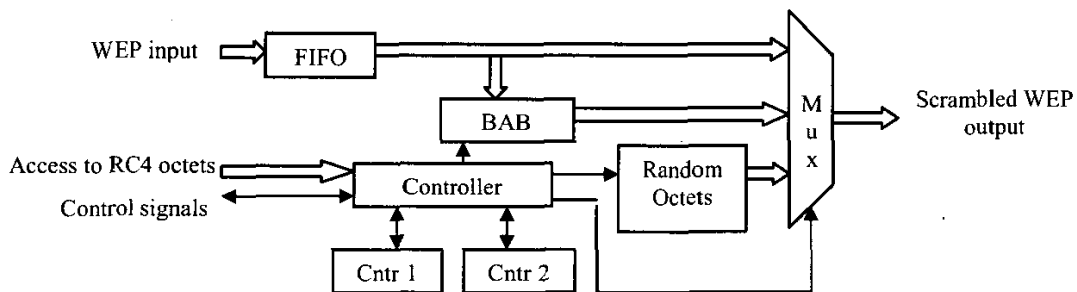 WEP input
FIFO
BAB
Mux
Scrambled WEP
output
Access to RC4 octets
Controller
Random
Octets
Control signals
Cntr 1
Cntr 2